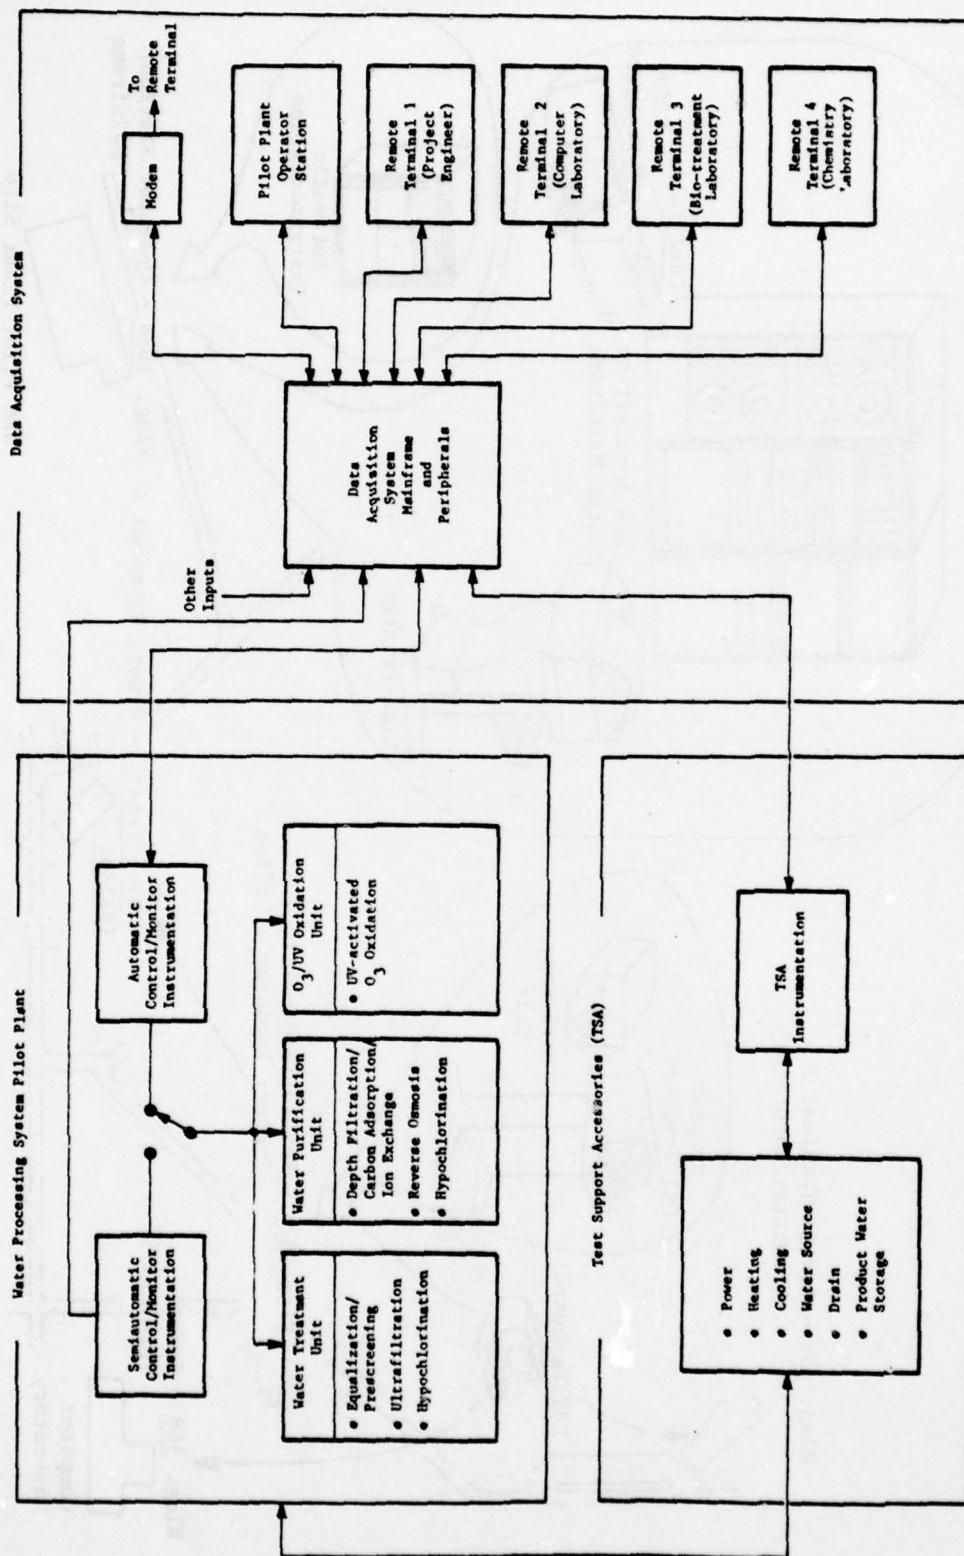 Water Processing System Pilot Plant
Semiautomatic
Control/Monitor
Instrumentation
Automatic
Control/Monitor
Instrumentation
Water Treatment
Unit
● Equalization/
Prescreening
● Ultrafiltration
● Hypochlorination
Water Purification
Unit
● Depth Filtration/
Carbon Adsorption/
Ion Exchange
● Reverse Osmosis
● Hypochlorination
O3/UV Oxidation
Unit
● UV-activated
O3 Oxidation
Test Support Accessories (TSA)
● Power
● Heating
● Cooling
● Water Source
● Drain
● Product Water
Storage
TSA
Instrumentation
Data Acquisition System
Other
Inputs
Data
Acquisition
System
Mainframe
and
Peripherals
Modem
To
Remote
Terminal
Pilot Plant
Operator
Station
Remote
Terminal 1
(Project
Engineer)
Remote
Terminal 2
(Computer
Laboratory)
Remote
Terminal 3
(Bio-treatment
Laboratory)
Remote
Terminal 4
(Chemistry
Laboratory)